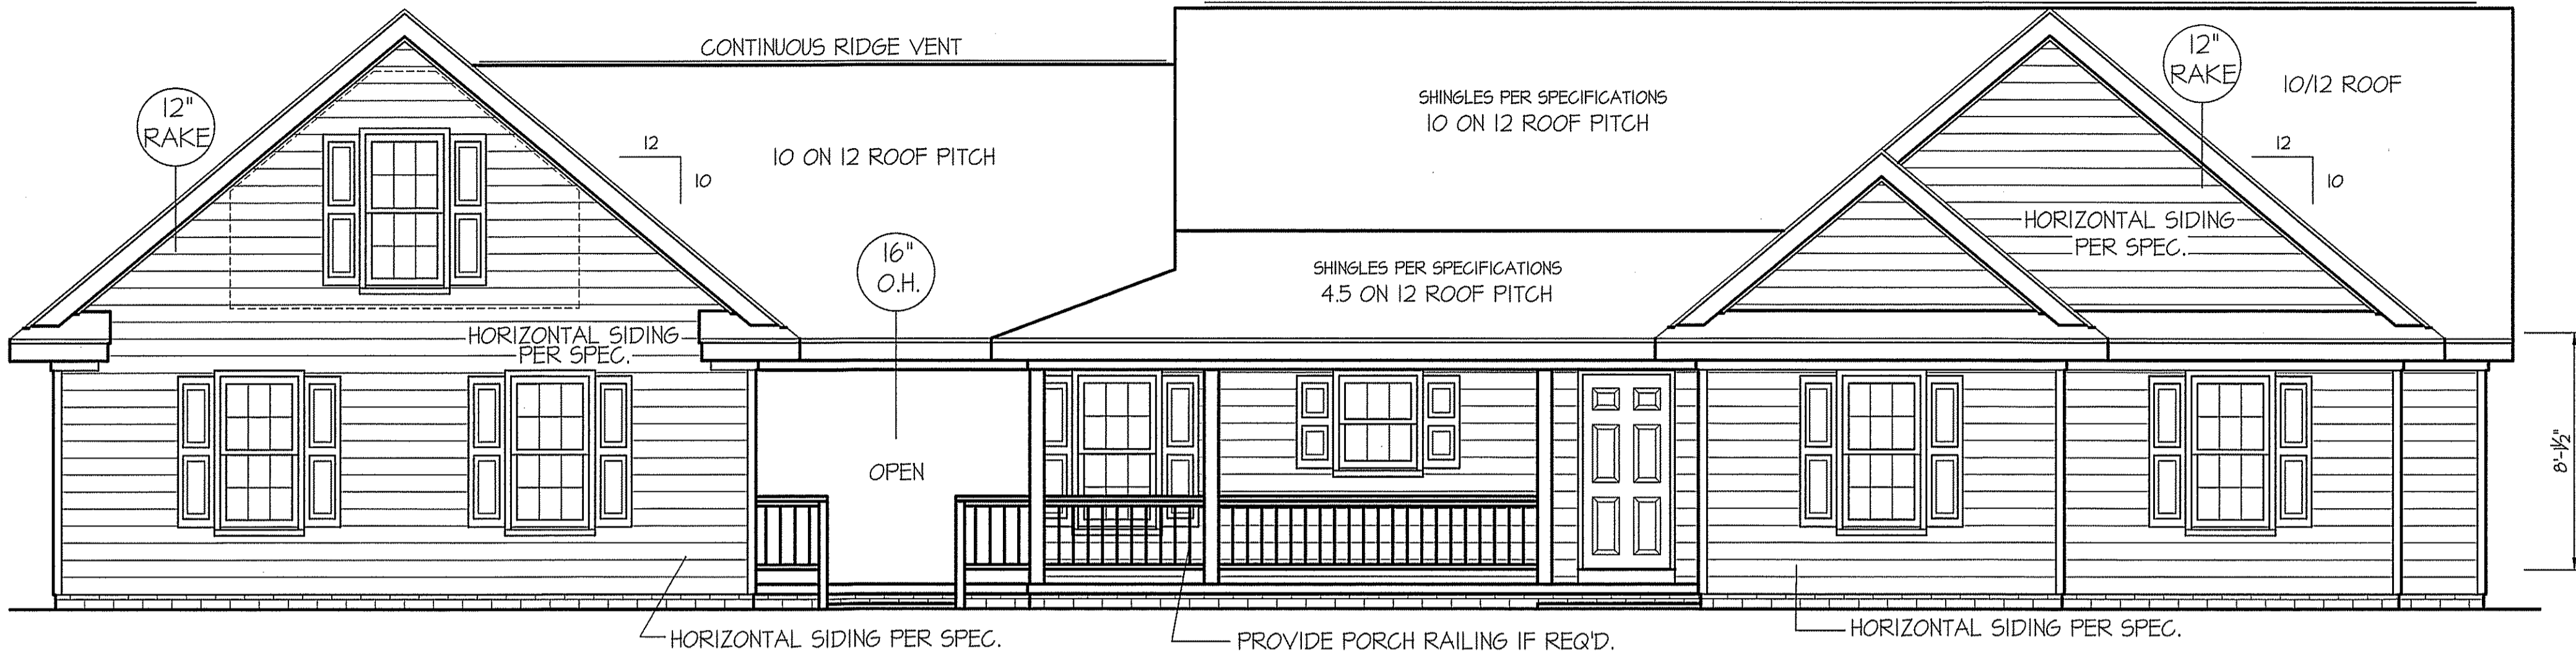 CONTINUOUS RIDGE VENT
12"
RAKE
12
10
10 ON 12 ROOF PITCH
SHINGLES PER SPECIFICATIONS
10 ON 12 ROOF PITCH
12"
RAKE
10/12 ROOF
12
10
HORIZONTAL SIDING
PER SPEC.
16"
O.H.
SHINGLES PER SPECIFICATIONS
4.5 ON 12 ROOF PITCH
HORIZONTAL SIDING
PER SPEC.
OPEN
8'-1½"
HORIZONTAL SIDING PER SPEC.
PROVIDE PORCH RAILING IF REQ'D.
HORIZONTAL SIDING PER SPEC.